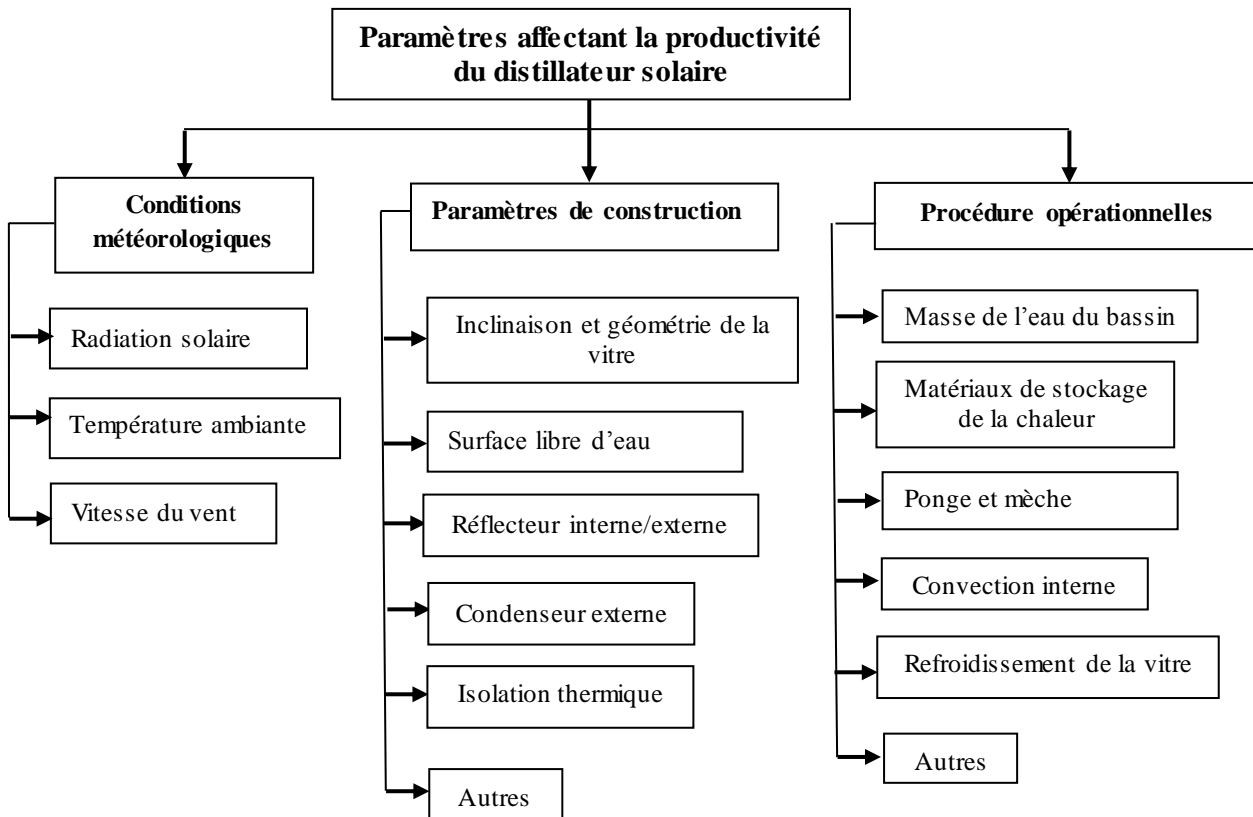 Paramètres affectant la productivité
du distillateur solaire
Conditions
météorologiques
Radiation solaire
Température ambiante
Vitesse du vent
Paramètres de construction
Inclinaison et géométrie de la
vitre
Surface libre d’eau
Réflecteur interne/externe
Condenseur externe
Isolation thermique
Autres
Procédure opérationnelles
Masse de l’eau du bassin
Matériaux de stockage
de la chaleur
Ponge et mèche
Convection interne
Refroidissement de la vitre
Autres